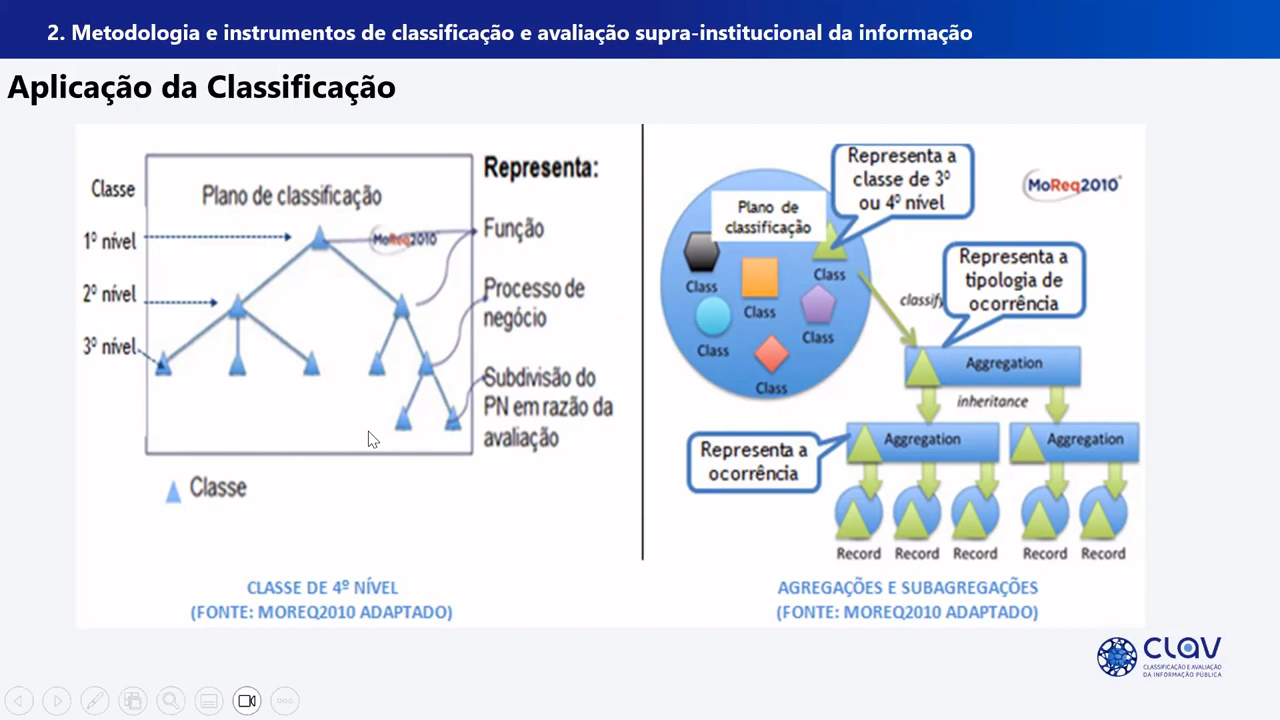 2. Metodologia e instrumentos de classificação e avaliação supra-institucional da informação
Aplicação da Classificação
Classe
1º nível
2º nível
3º nível
Plano de classificação
MoReq2010
Representa:
Função
Processo de
negócio
Subdivisão do
PN em razão da
avaliação
Classe
CLASSE DE 4º NÍVEL
(FONTE: MOREQ2010 ADAPTADO)
Plano de
classificação
Class
Class
Class
Class
Class
Class
Representa a
classe de 3º
ou 4º nível
MoReq2010
classify
Representa a
tipologia de
ocorrência
Aggregation
inheritance
Representa a
ocorrência
Aggregation
Aggregation
Record
Record
Record
Record
Record
AGREGAÇÕES E SUBAGREGAÇÕES
(FONTE: MOREQ2010 ADAPTADO)
CLAV
CLASSIFICAÇÃO E AVALIAÇÃO
DA INFORMAÇÃO PÚBLICA